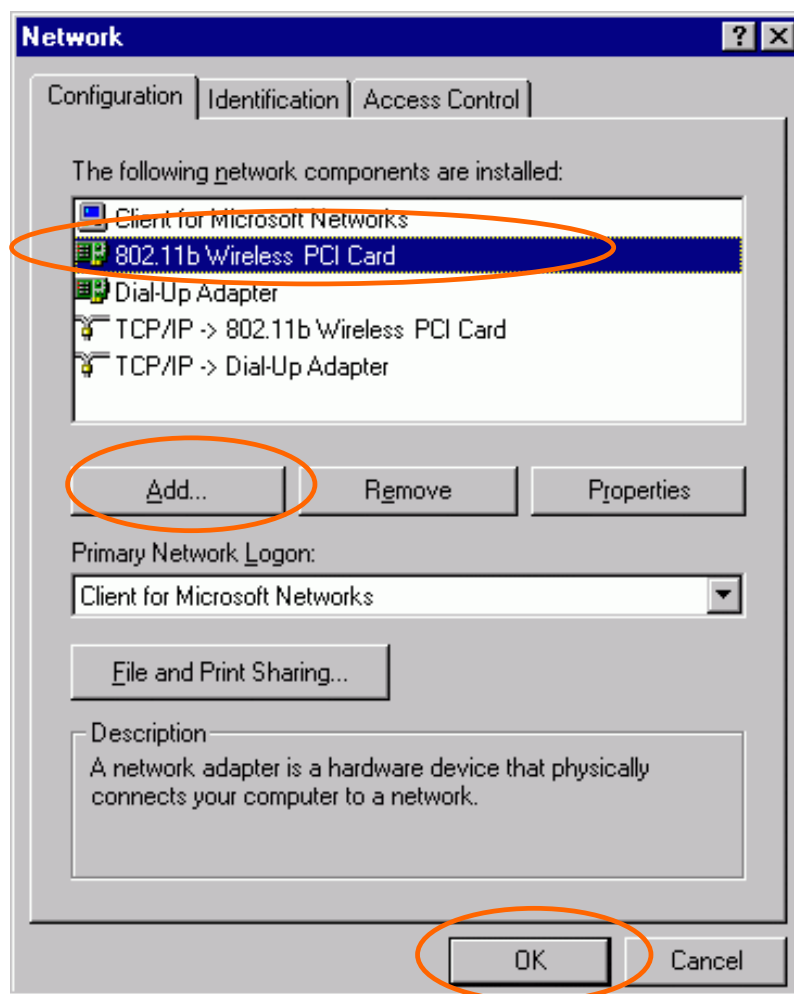 Network
Configuration Identification Access Control
The following network components are installed:
Client for Microsoft Networks
802.11b Wireless PCI Card
Dial-Up Adapter
TCP/IP -> 802.11b Wireless PCI Card
TCP/IP -> Dial-Up Adapter
Add... Remove Properties
Primary Network Logon:
Client for Microsoft Networks
File and Print Sharing...
Description
A network adapter is a hardware device that physically
connects your computer to a network.
OK Cancel